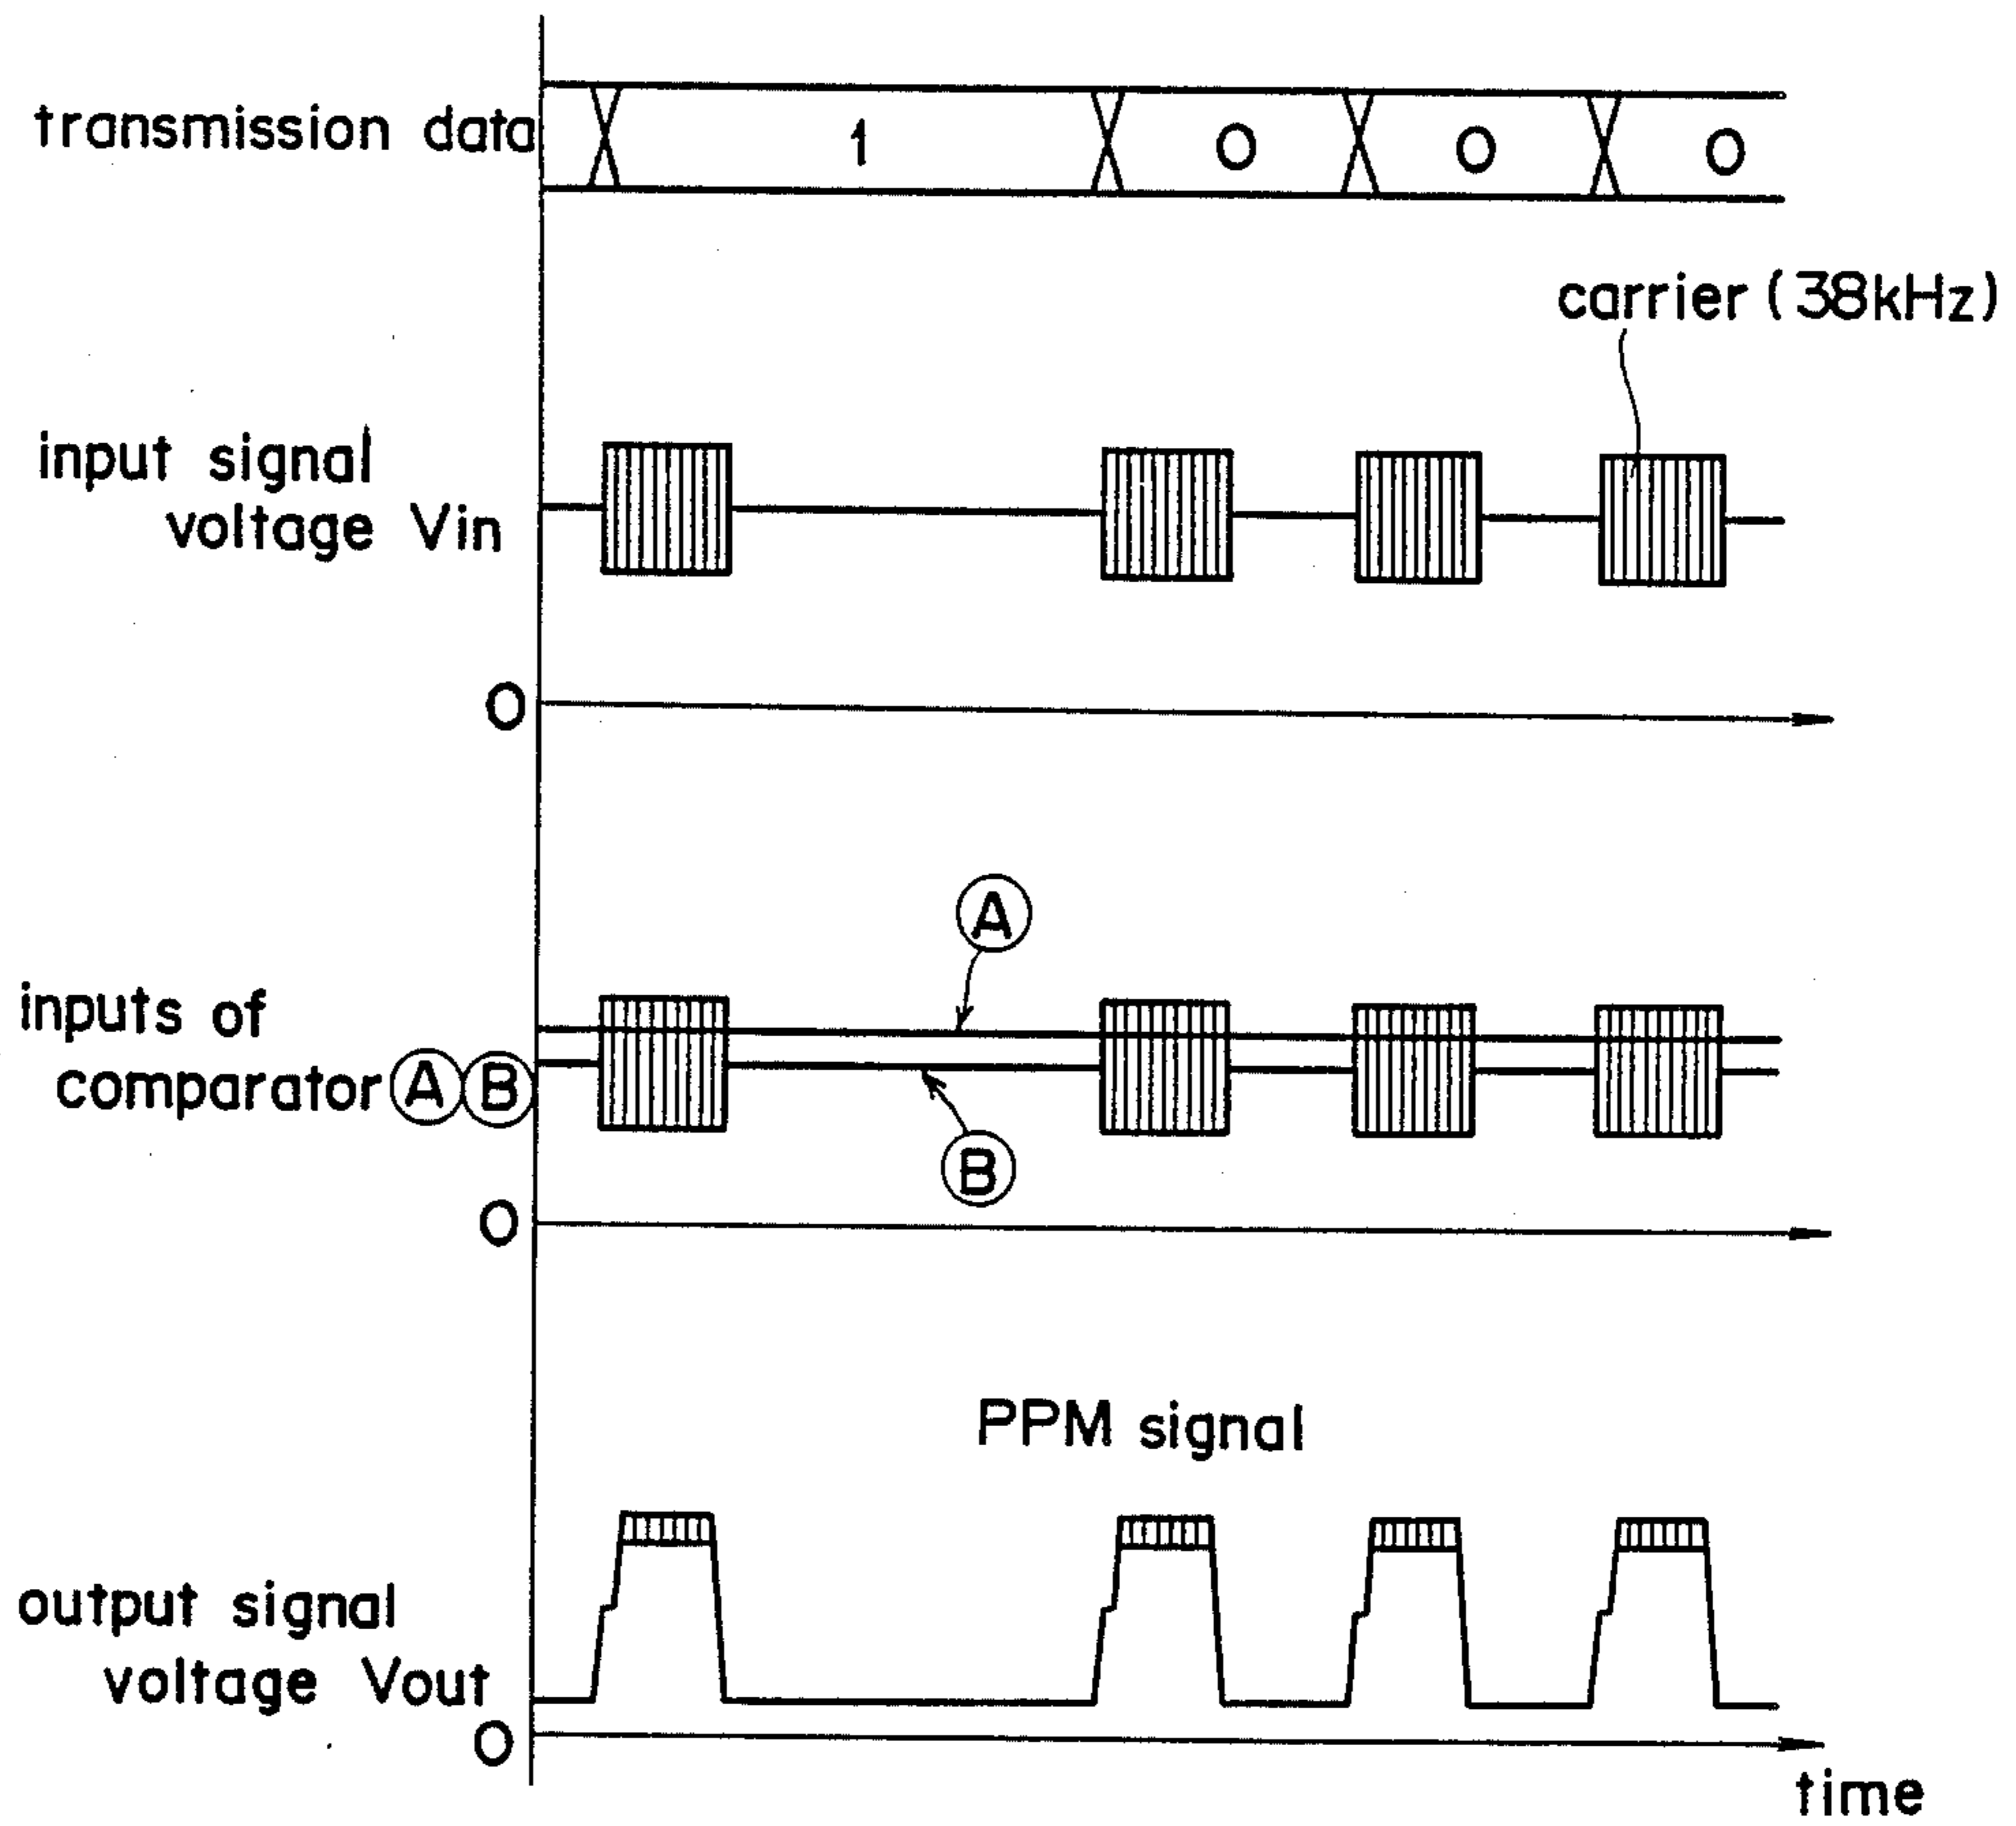 transmission data 1 0 0 0
carrier (38kHz)
input signal
voltage Vin
0
A
inputs of
comparator A B
B
0
PPM signal
output signal
voltage Vout
0
time